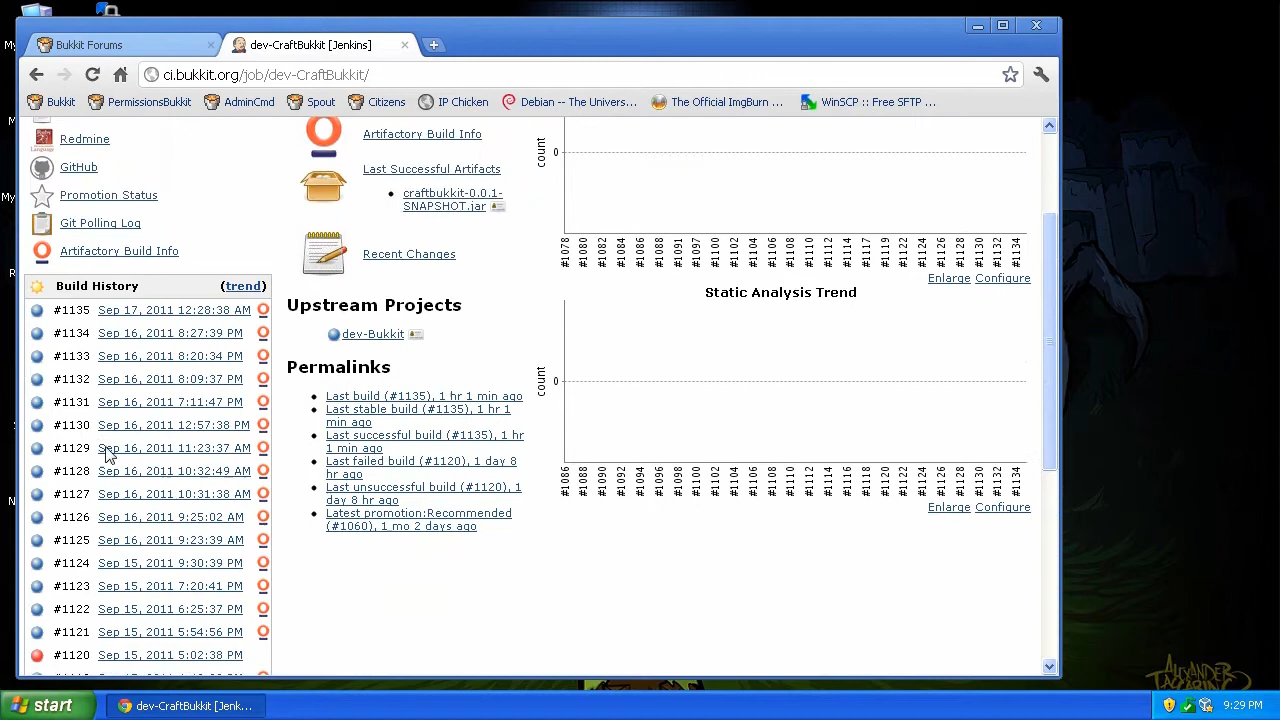 Bukkit Forums
dev-CraftBukkit [Jenkins]
ci.bukkit.org/job/dev-CraftBukkit/
Bukkit
PermissionsBukkit
AdminCmd
Spout
Citizens
IP Chicken
Debian -- The Univers...
The Official ImgBurn ...
WinSCP :: Free SFTP ...
Redmine
GitHub
Promotion Status
Git Polling Log
Artifactory Build Info
Build History
(trend)
#1135 Sep 17, 2011 12:28:38 AM
#1134 Sep 16, 2011 8:27:39 PM
#1133 Sep 16, 2011 8:20:34 PM
#1132 Sep 16, 2011 8:09:37 PM
#1131 Sep 16, 2011 7:11:47 PM
#1130 Sep 16, 2011 12:57:38 PM
#1129 Sep 16, 2011 11:23:37 AM
#1128 Sep 16, 2011 10:32:49 AM
#1127 Sep 16, 2011 10:31:38 AM
#1126 Sep 16, 2011 9:25:02 AM
#1125 Sep 16, 2011 9:23:39 AM
#1124 Sep 15, 2011 9:30:39 PM
#1123 Sep 15, 2011 7:20:41 PM
#1122 Sep 15, 2011 6:25:37 PM
#1121 Sep 15, 2011 5:54:56 PM
#1120 Sep 15, 2011 5:02:38 PM
Artifactory Build Info
Last Successful Artifacts
craftbukkit-0.0.1-
SNAPSHOT.jar
Recent Changes
Upstream Projects
dev-Bukkit
Permalinks
Last build (#1135), 1 hr 1 min ago
Last stable build (#1135), 1 hr 1
min ago
Last successful build (#1135), 1 hr
1 min ago
Last failed build (#1120), 1 day 8
hr ago
Last unsuccessful build (#1120), 1
day 8 hr ago
Latest promotion:Recommended
(#1060), 1 mo 2 days ago
count
0
#1078 #1080 #1082 #1084 #1086 #1088 #1091 #1097 #1100 #1102 #1104 #1106 #1108 #1110 #1112 #1114 #1117 #1119 #1122 #1124 #1126 #1128 #1130 #1132 #1134
Enlarge Configure
Static Analysis Trend
count
0
#1086 #1088 #1090 #1092 #1094 #1096 #1098 #1100 #1102 #1104 #1106 #1108 #1110 #1112 #1114 #1116 #1118 #1120 #1122 #1124 #1126 #1128 #1130 #1132 #1134
Enlarge Configure
start
dev-CraftBukkit [Jenk...
9:29 PM